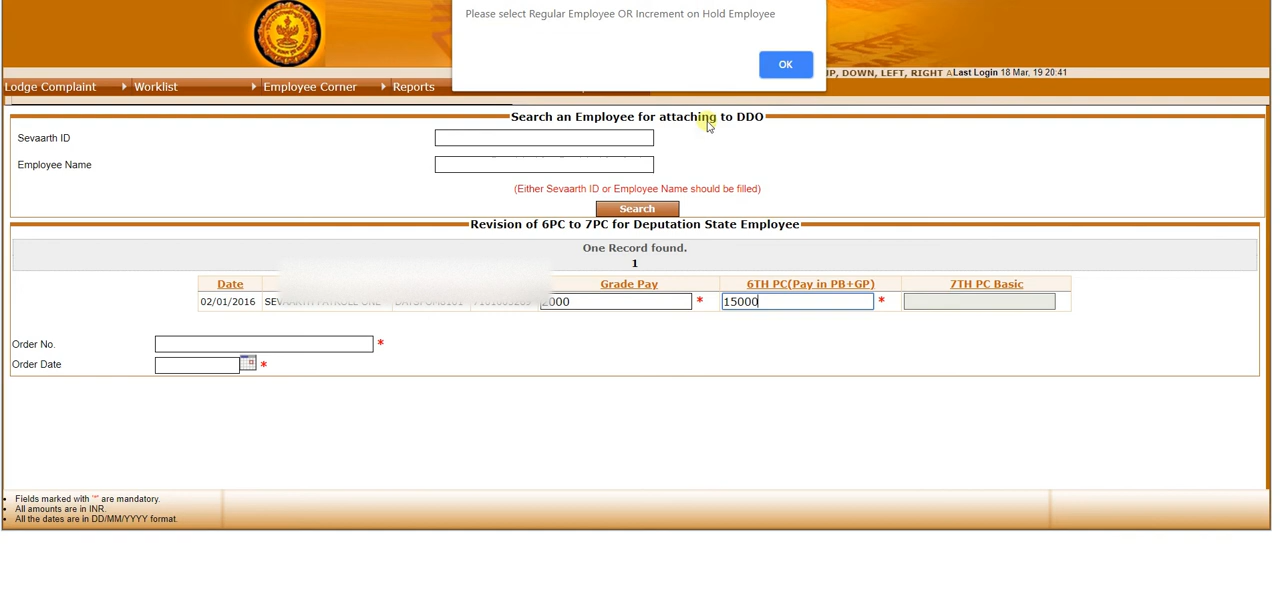 Please select Regular Employee OR Increment on Hold Employee
OK
UP, DOWN, LEFT, RIGHT A Last Login 18 Mar, 19 20:41
Lodge Complaint Worklist Employee Corner Reports
Search an Employee for attaching to DDO
Sevaarth ID
Employee Name
(Either Sevaarth ID or Employee Name should be filled)
Search
Revision of 6PC to 7PC for Deputation State Employee
One Record found.
1
Date Grade Pay 6TH PC(Pay in PB+GP) 7TH PC Basic
02/01/2016 2000 * 15000 *
Order No. *
Order Date *
Fields marked with "*" are mandatory.
All amounts are in INR.
All the dates are in DD/MM/YYYY format.